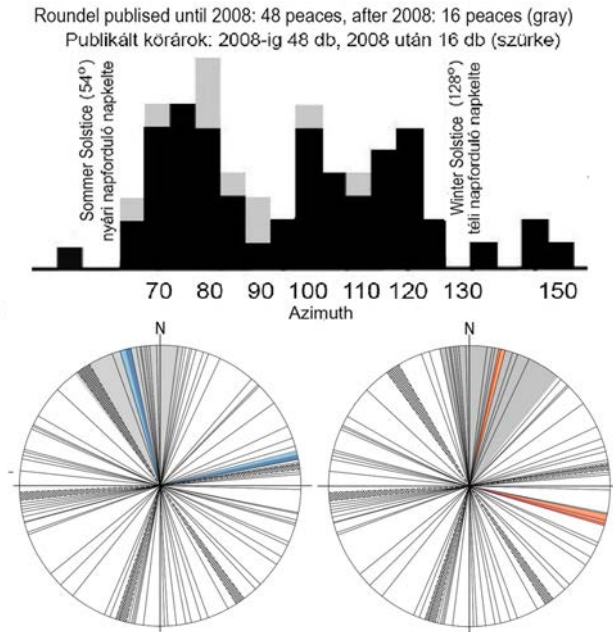 Roundel publised until 2008: 48 peaces, after 2008: 16 peaces (gray)
Publikált körárok: 2008-ig 48 db, 2008 után 16 db (szürke)
Sommer Solstice (54°)
nyári napforduló napkelte
Winter Solstice (128°)
téli napforduló napkelte
70 80 90 100 110 120 130 150
Azimuth
N N